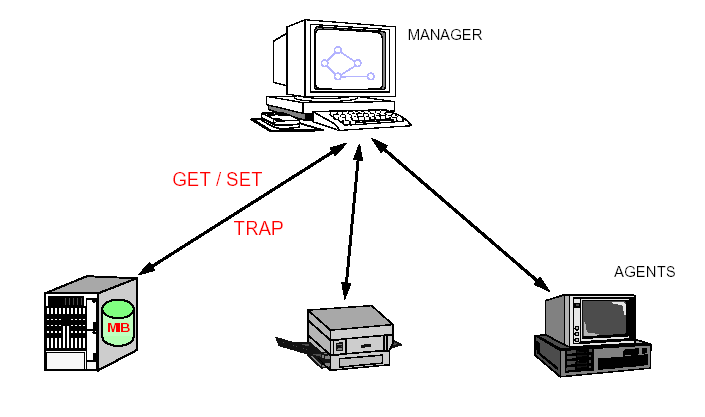 MANAGER
GET / SET
TRAP
AGENTS
MIB